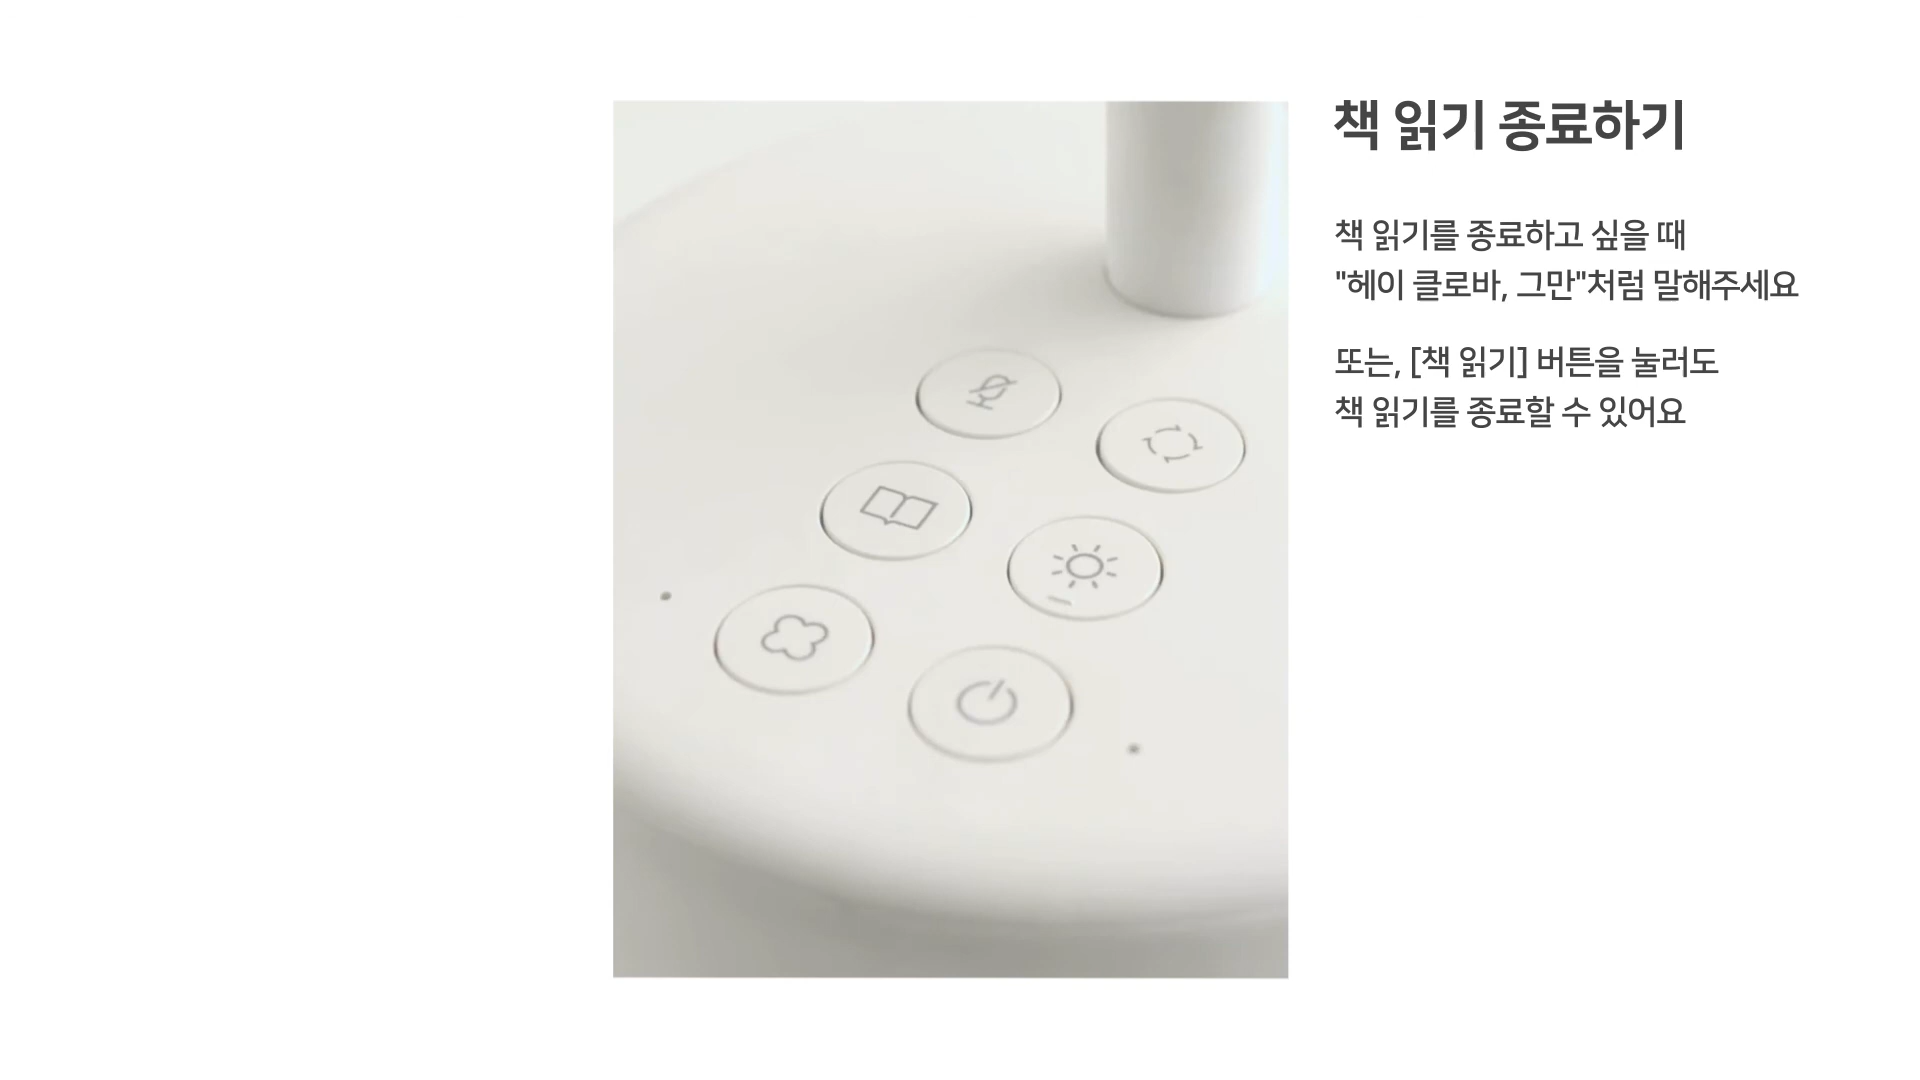 책 읽기 종료하기
책 읽기를 종료하고 싶을 때
"헤이 클로바, 그만"처럼 말해주세요
또는, [책 읽기] 버튼을 눌러도
책 읽기를 종료할 수 있어요